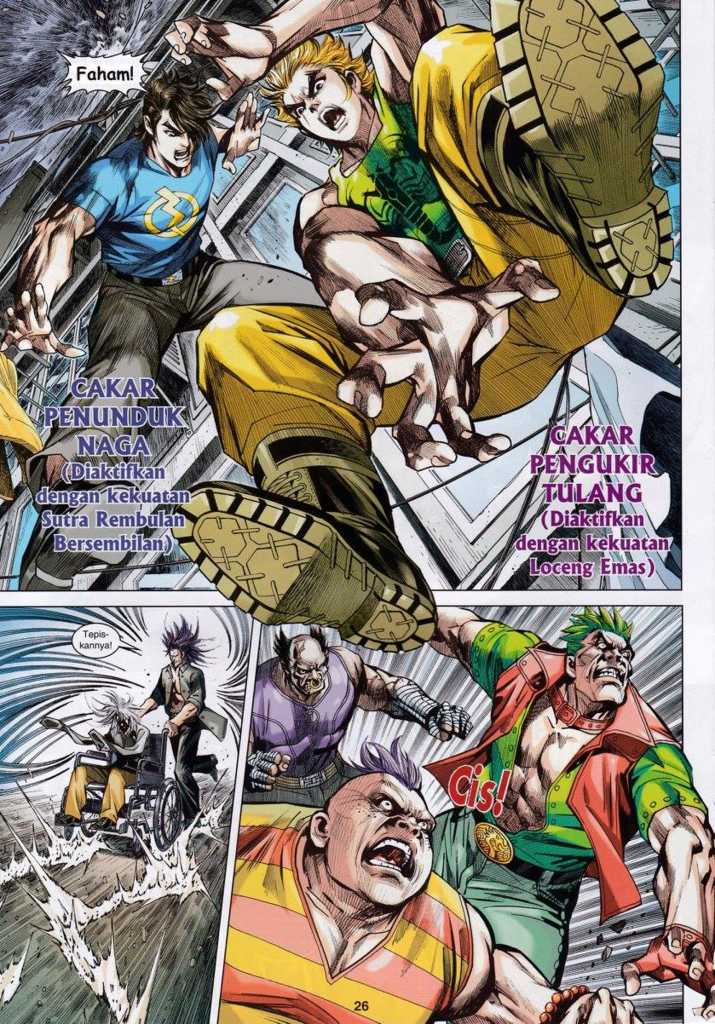 Faham!
CAKAR
PENUNDUK
NAGA
(Diaktifkan
dengan kekuatan
Sutra Rembulan
Bersembilan)
CAKAR
PENGUKIR
TULANG
(Diaktifkan
dengan kekuatan
Loceng Emas)
Tepis-
kannya!
Cis!
26